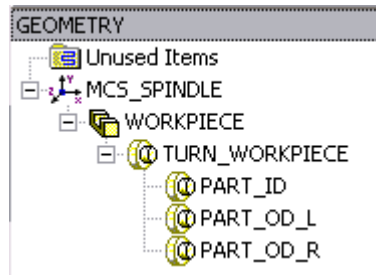 GEOMETRY
Unused Items
MCS_SPINDLE
WORKPIECE
TURN_WORKPIECE
PART_ID
PART_OD_L
PART_OD_R